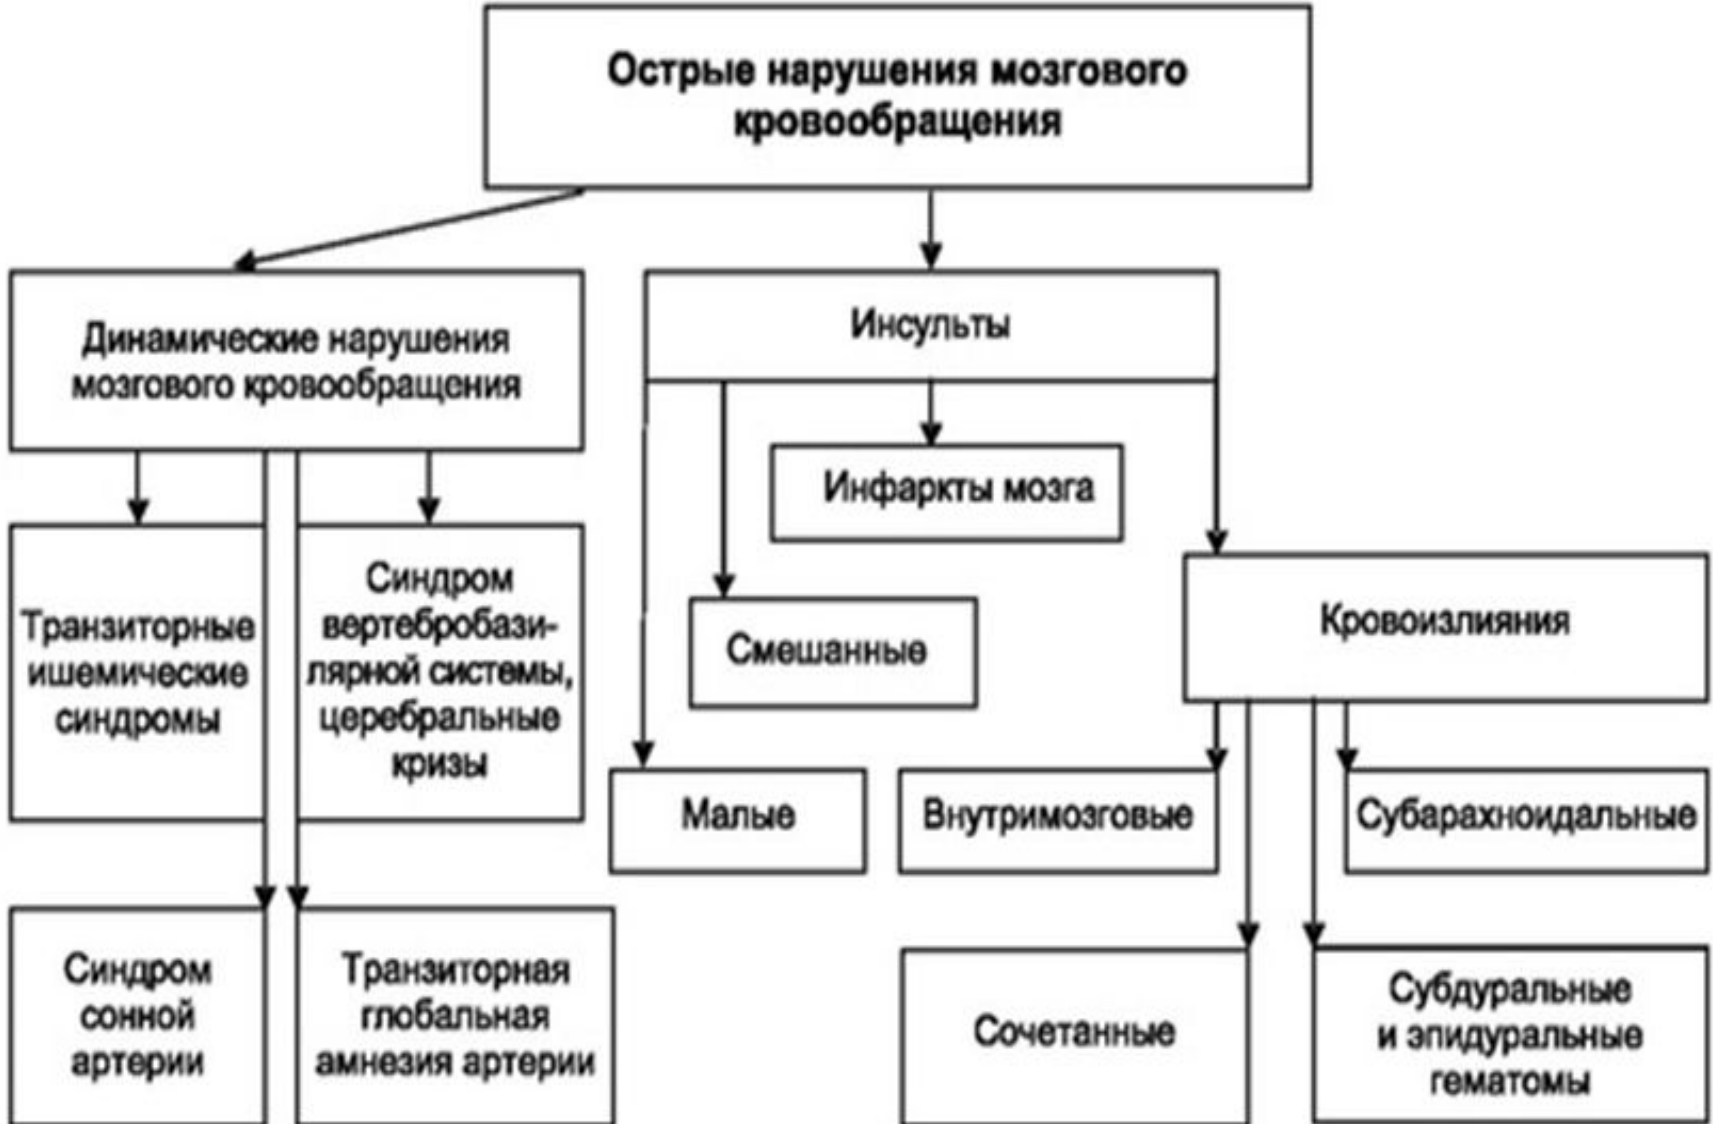 Острые нарушения мозгового
кровообращения
Динамические нарушения
мозгового кровообращения
Инсульты
Инфаркты мозга
Транзиторные
ишемические
синдромы
Синдром
вертебробази-
лярной системы,
церебральные
кризы
Смешанные
Кровоизлияния
Малые
Внутримозговые
Субарахноидальные
Синдром
сонной
артерии
Транзиторная
глобальная
амнезия артерии
Сочетанные
Субдуральные
и эпидуральные
гематомы